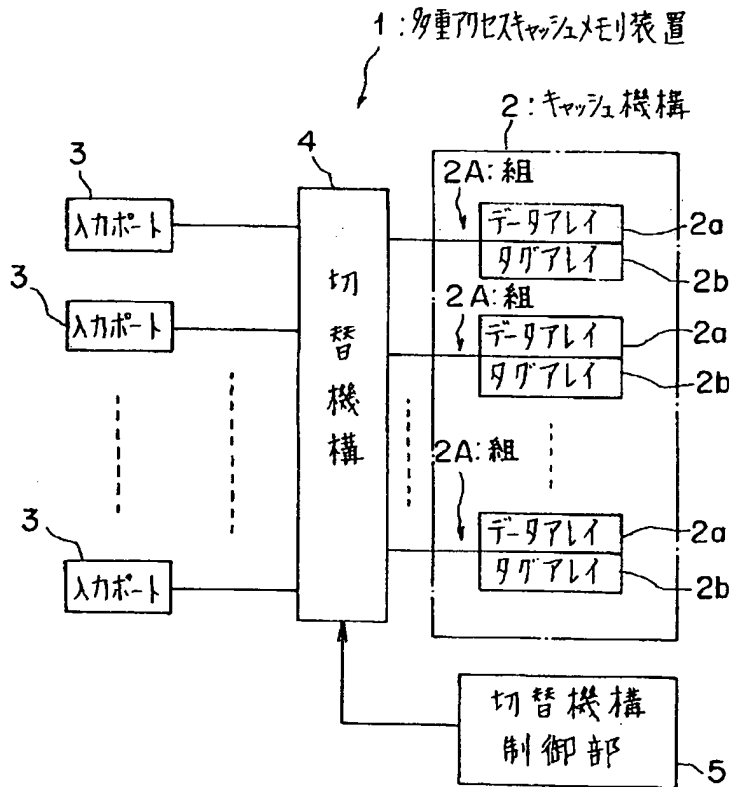 1:多重アクセスキャッシュメモリ装置
2:キャッシュ機構
4
3
2A:組
入力ポート
データアレイ
2a
タグアレイ
2b
3
2A:組
入力ポート
データアレイ
2a
タグアレイ
2b
切替機構
2A:組
3
データアレイ
2a
入力ポート
タグアレイ
2b
切替機構
制御部
5